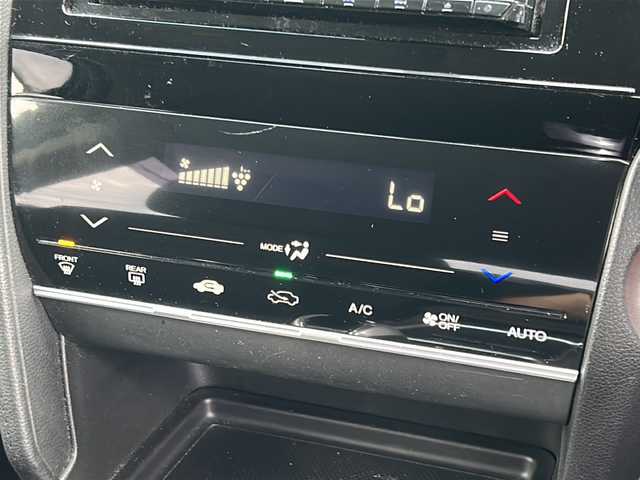 Lo
MODE
FRONT
REAR
A/C
ON/
OFF
AUTO